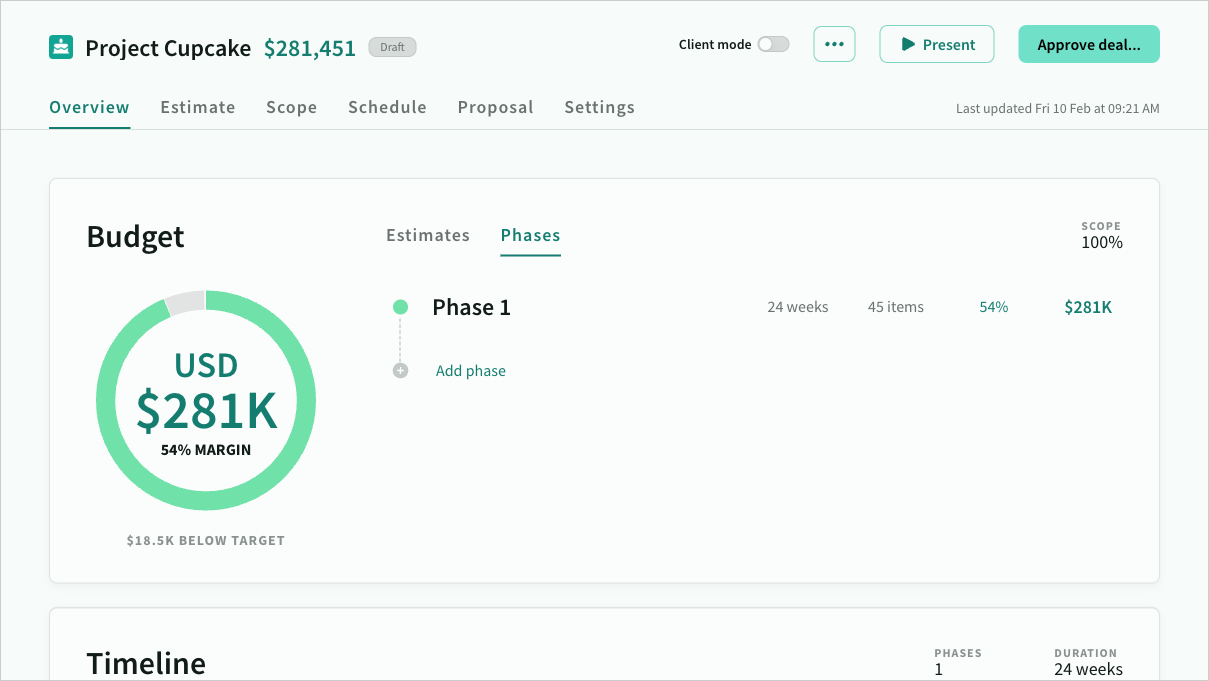 Project Cupcake $281,451 Draft
Client mode
Present
Approve deal...
Overview Estimate Scope Schedule Proposal Settings
Last updated Fri 10 Feb at 09:21 AM
Budget
Estimates Phases
SCOPE
100%
USD
$281K
54% MARGIN
$18.5K BELOW TARGET
Phase 1 24 weeks 45 items 54% $281K
Add phase
Timeline
PHASES
1
DURATION
24 weeks